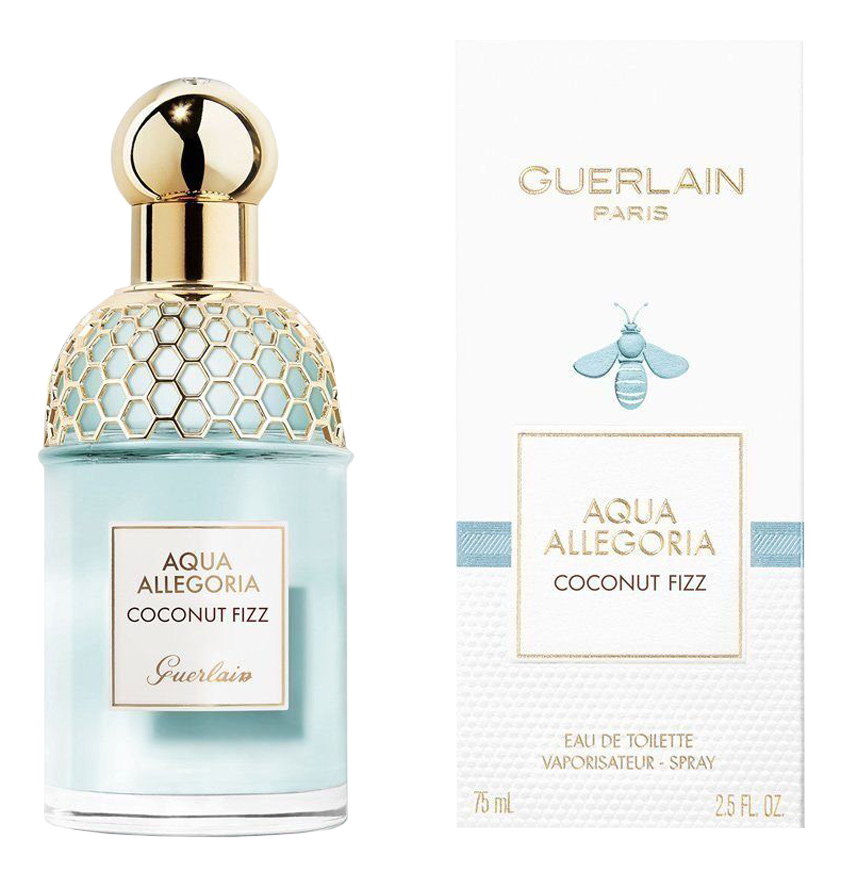 AQUA
ALLEGORIA
COCONUT FIZZ
Guerlain
GUERLAIN
PARIS
AQUA
ALLEGORIA
COCONUT FIZZ
EAU DE TOILETTE
VAPORISATEUR - SPRAY
75 mL
2.5 FL. OZ.